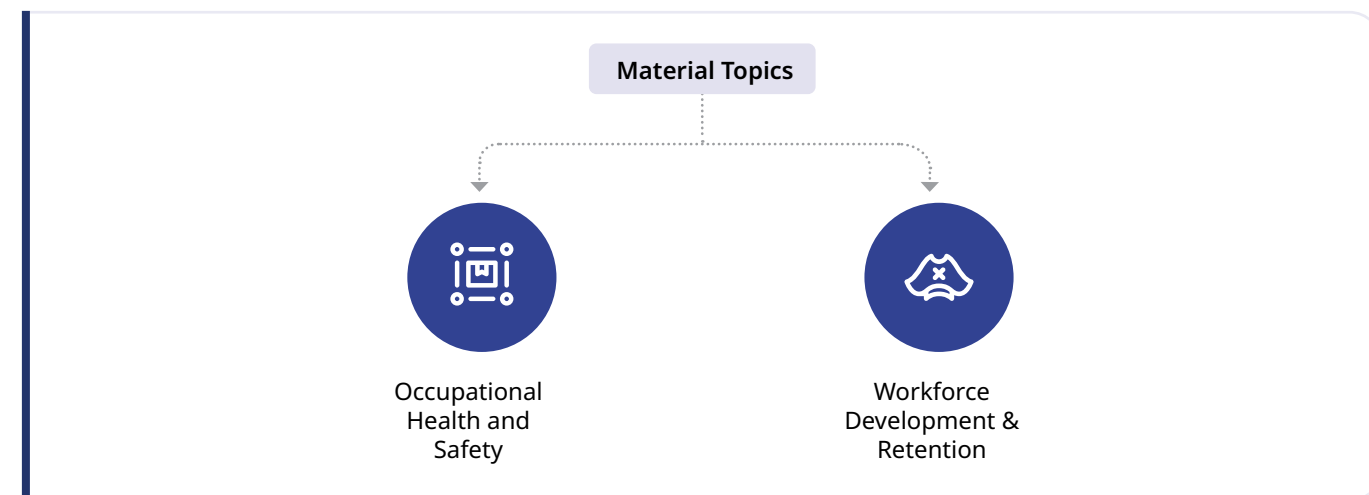 Material Topics
Occupational
Health and
Safety
Workforce
Development &
Retention